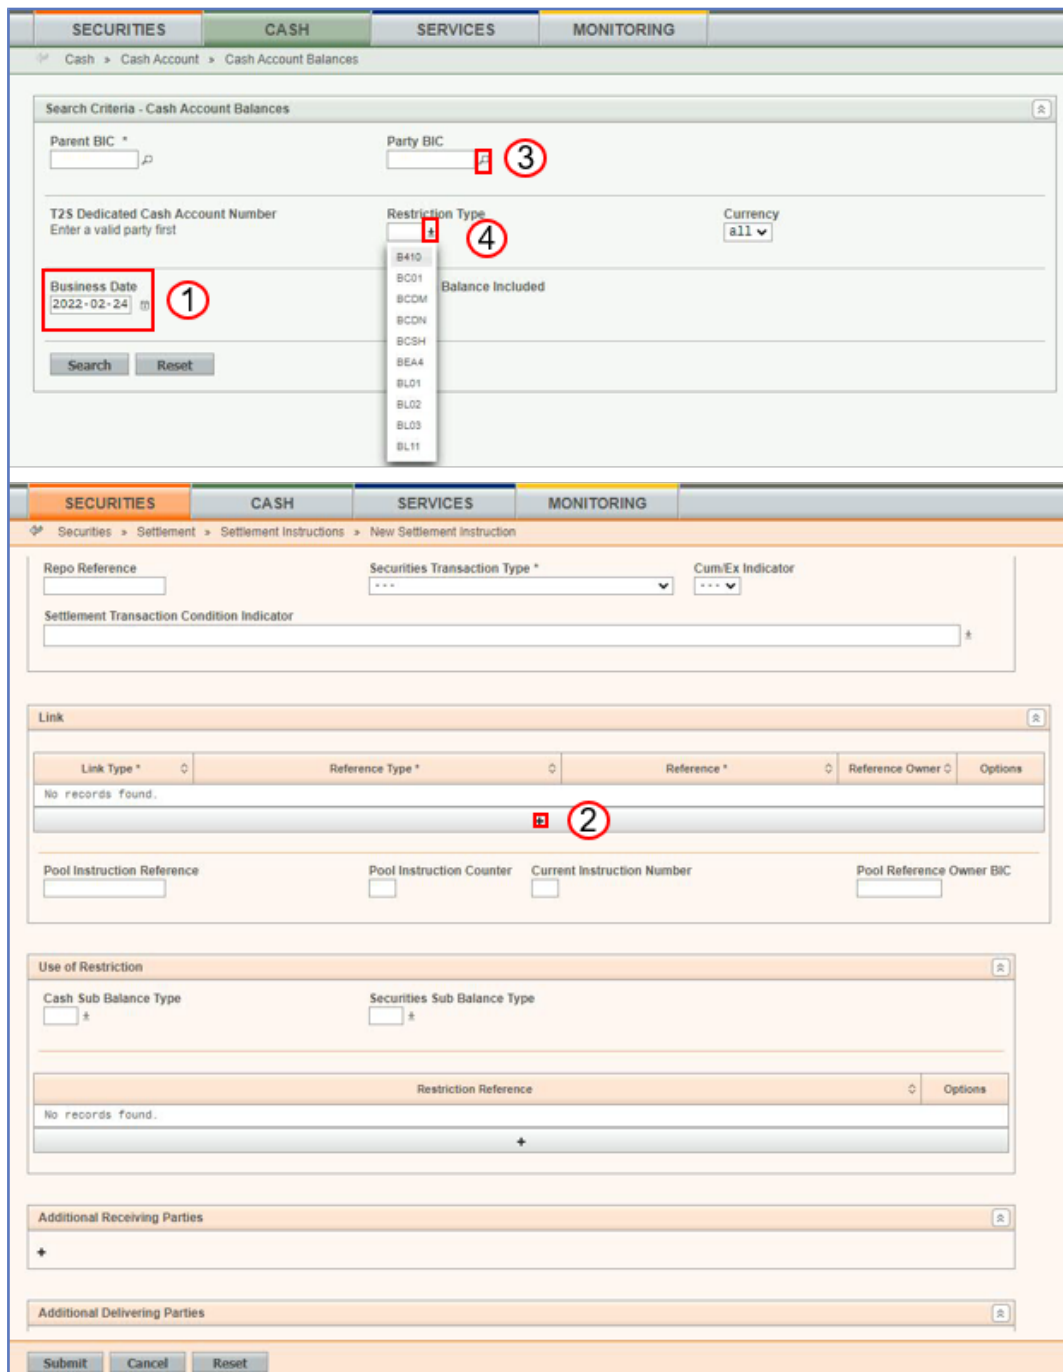 SECURITIES CASH SERVICES MONITORING
Cash » Cash Account » Cash Account Balances
Search Criteria - Cash Account Balances
Parent BIC * Party BIC
3
T2S Dedicated Cash Account Number Restriction Type Currency
Enter a valid party first all
4
B410
Business Date Balance Included
2022-02-24
1
BC01
BCDM
BCDN
BCSH
Search Reset
BEA4
BL01
BL02
BL03
BL11
SECURITIES CASH SERVICES MONITORING
Securities » Settlement » Settlement Instructions » New Settlement Instruction
Repo Reference Securities Transaction Type * Cum/Ex Indicator
--- ---
Settlement Transaction Condition Indicator
Link
Link Type * Reference Type * Reference * Reference Owner Options
No records found.
+ 2
Pool Instruction Reference Pool Instruction Counter Current Instruction Number Pool Reference Owner BIC
Use of Restriction
Cash Sub Balance Type Securities Sub Balance Type
Restriction Reference Options
No records found.
+
Additional Receiving Parties
+
Additional Delivering Parties
Submit Cancel Reset